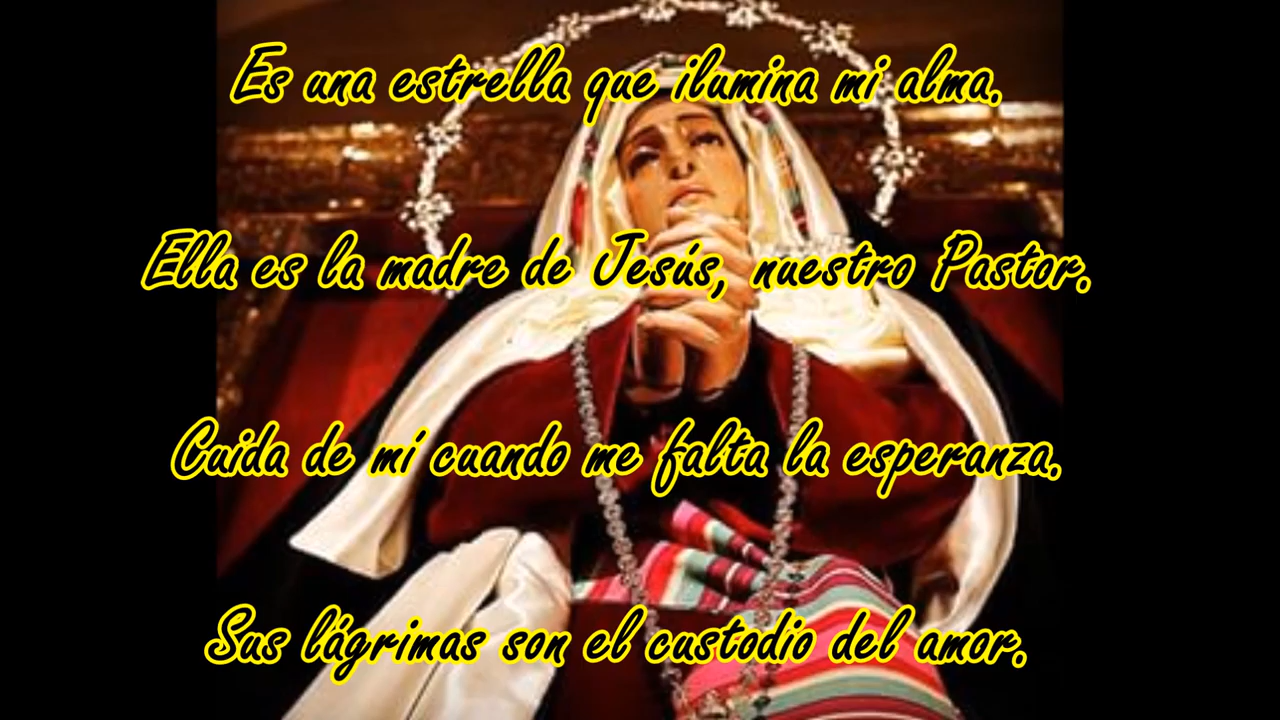 Es una estrella que ilumina mi alma.
Ella es la madre de Jesús, nuestro Pastor.
Cuida de mí cuando me falta la esperanza.
Sus lágrimas son el custodio del amor.